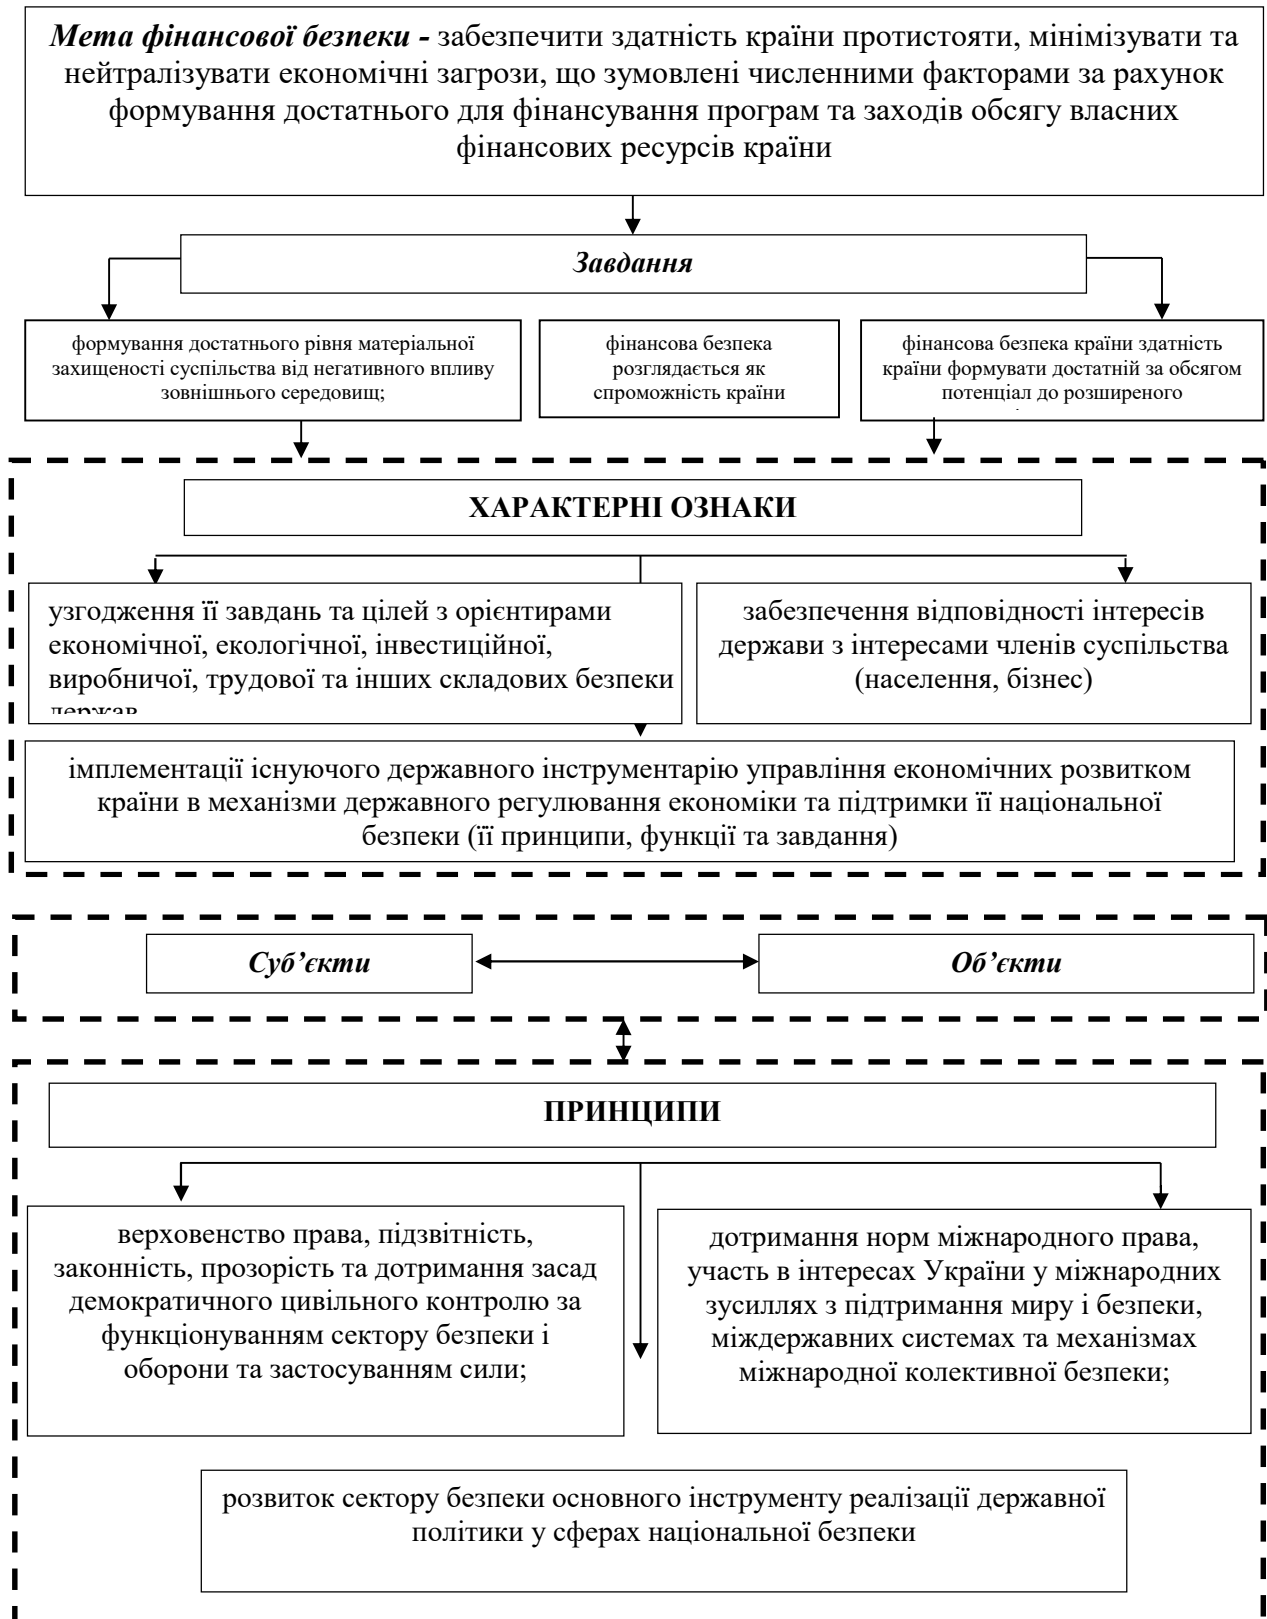 Мета фінансової безпеки - забезпечити здатність країни протистояти, мінімізувати та
нейтралізувати економічні загрози, що зумовлені численними факторами за рахунок
формування достатнього для фінансування програм та заходів обсягу власних
фінансових ресурсів країни
Завдання
формування достатнього рівня матеріальної
захищеності суспільства від негативного впливу
зовнішнього середовищ;
фінансова безпека
розглядається як
спроможність країни
фінансова безпека країни здатність
країни формувати достатній за обсягом
потенціал до розширеного
ХАРАКТЕРНІ ОЗНАКИ
узгодження її завдань та цілей з орієнтирами
економічної, екологічної, інвестиційної,
виробничої, трудової та інших складових безпеки
держав
забезпечення відповідності інтересів
держави з інтересами членів суспільства
(населення, бізнес)
імплементації існуючого державного інструментарію управління економічних розвитком
країни в механізми державного регулювання економіки та підтримки її національної
безпеки (її принципи, функції та завдання)
Суб’єкти
Об’єкти
ПРИНЦИПИ
верховенство права, підзвітність,
законність, прозорість та дотримання засад
демократичного цивільного контролю за
функціонуванням сектору безпеки і
оборони та застосуванням сили;
дотримання норм міжнародного права,
участь в інтересах України у міжнародних
зусиллях з підтримання миру і безпеки,
міждержавних системах та механізмах
міжнародної колективної безпеки;
розвиток сектору безпеки основного інструменту реалізації державної
політики у сферах національної безпеки